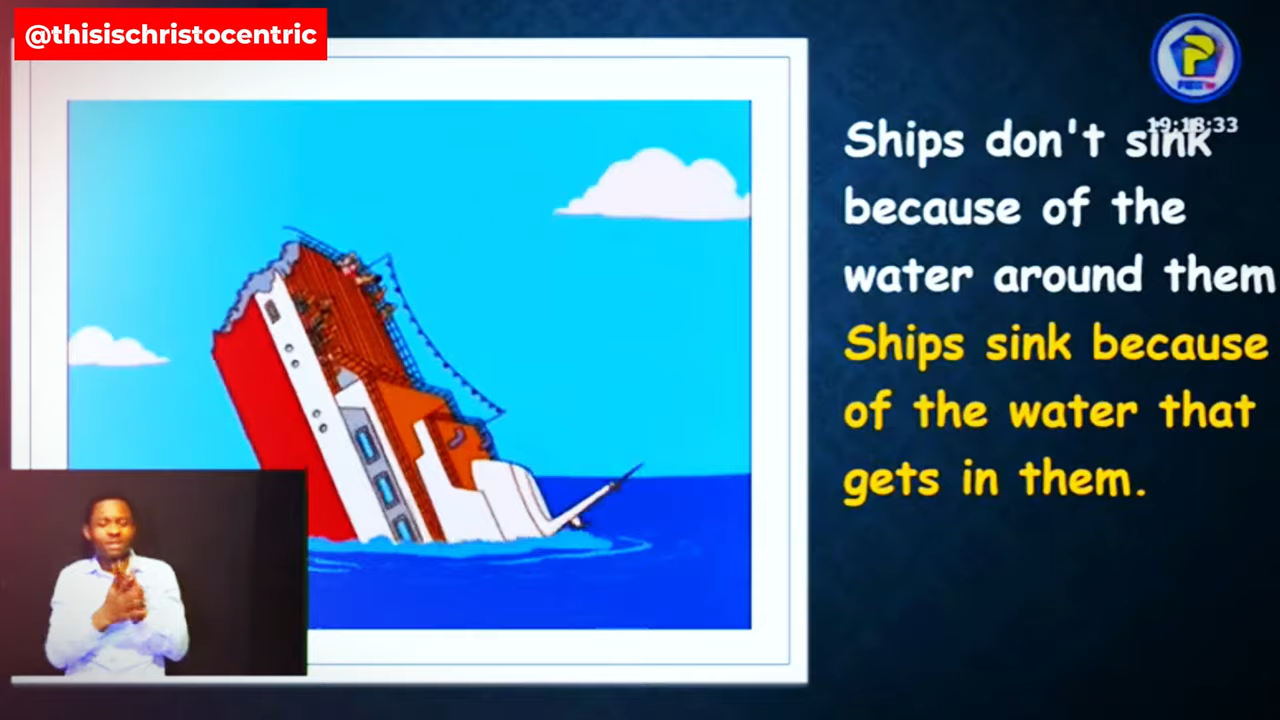 @thisischristocentric
19:18:33
Ships don't sink
because of the
water around them
Ships sink because
of the water that
gets in them.